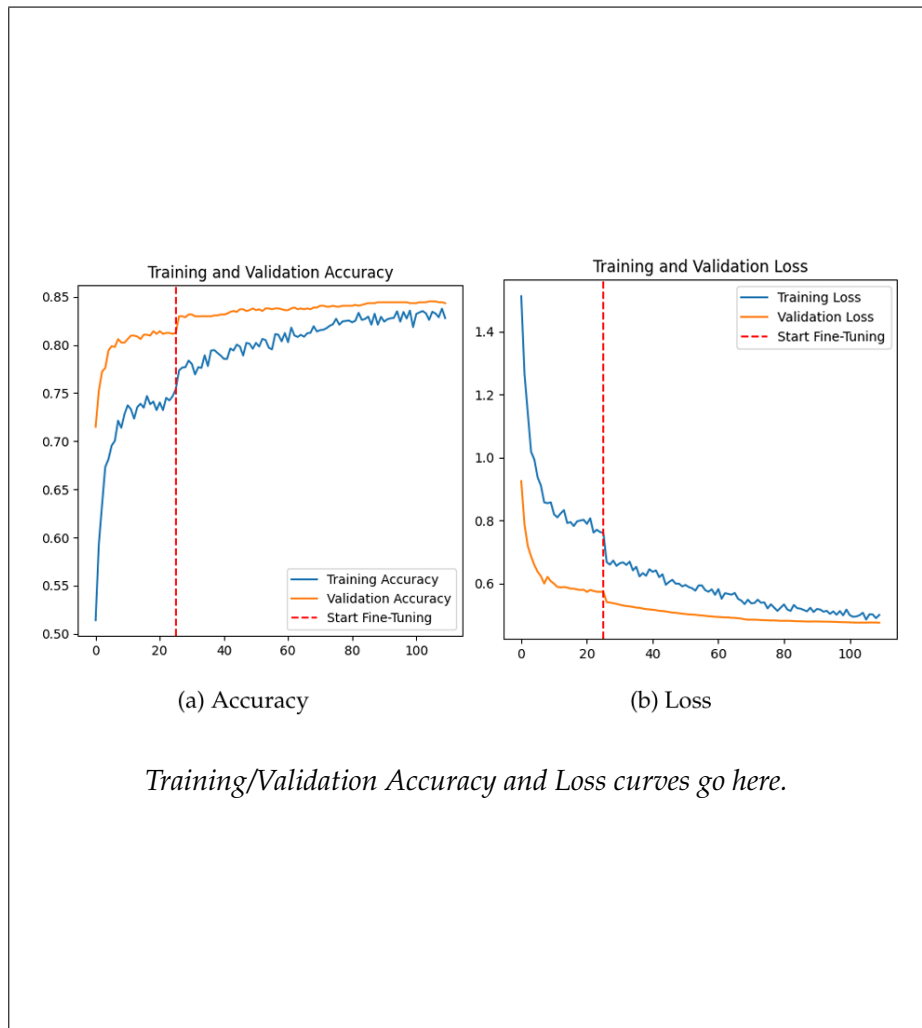 Training and Validation Accuracy
0.85
0.80
0.75
0.70
0.65
0.60
0.55
0.50
0 20 40 60 80 100
Training Accuracy
Validation Accuracy
Start Fine-Tuning
(a) Accuracy
Training and Validation Loss
1.4
1.2
1.0
0.8
0.6
0 20 40 60 80 100
Training Loss
Validation Loss
Start Fine-Tuning
(b) Loss
Training/Validation Accuracy and Loss curves go here.